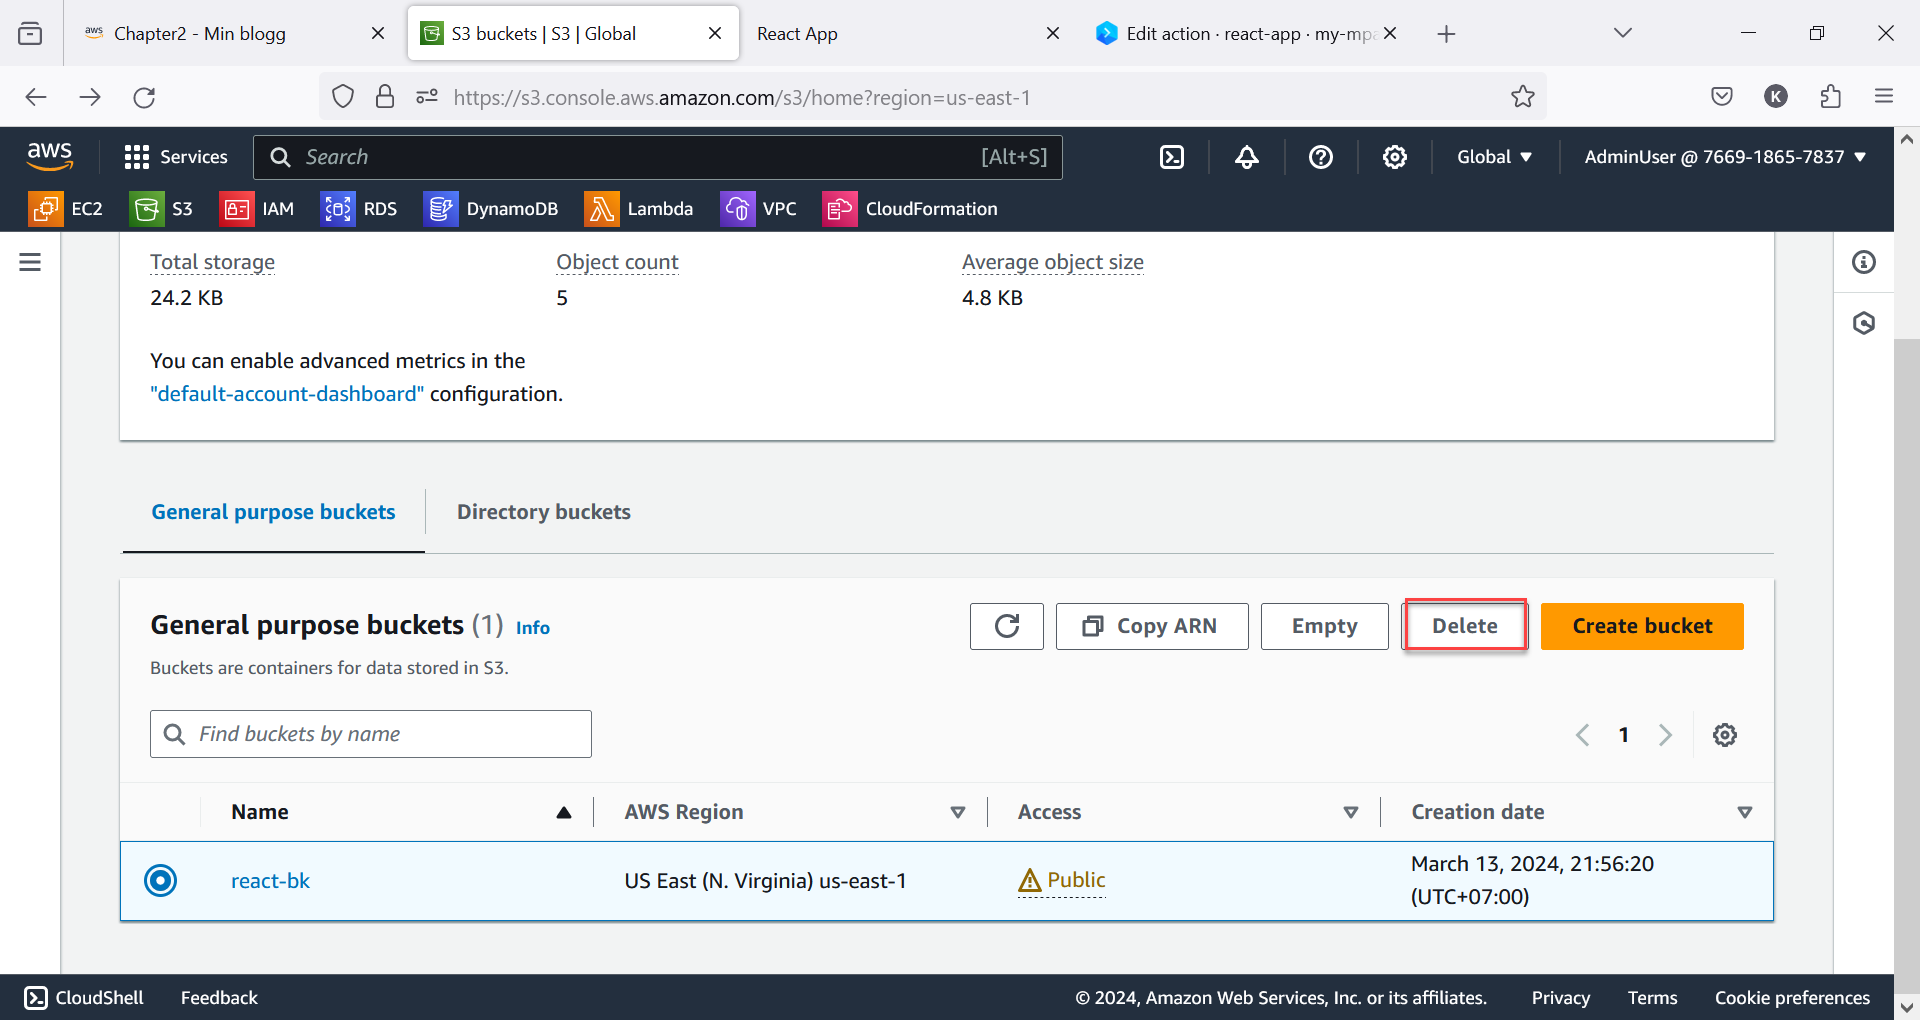 Chapter2 - Min blogg
S3 buckets | S3 | Global
React App
Edit action · react-app · my-mpa
https://s3.console.aws.amazon.com/s3/home?region=us-east-1
K
aws
Services
Search
[Alt+S]
Global
AdminUser @ 7669-1865-7837
EC2
S3
IAM
RDS
DynamoDB
Lambda
VPC
CloudFormation
Total storage
Object count
Average object size
24.2 KB
5
4.8 KB
You can enable advanced metrics in the
"default-account-dashboard" configuration.
General purpose buckets
Directory buckets
General purpose buckets (1) Info
Copy ARN
Empty
Delete
Create bucket
Buckets are containers for data stored in S3.
Find buckets by name
1
Name
AWS Region
Access
Creation date
react-bk
US East (N. Virginia) us-east-1
Public
March 13, 2024, 21:56:20
(UTC+07:00)
CloudShell
Feedback
© 2024, Amazon Web Services, Inc. or its affiliates.
Privacy
Terms
Cookie preferences